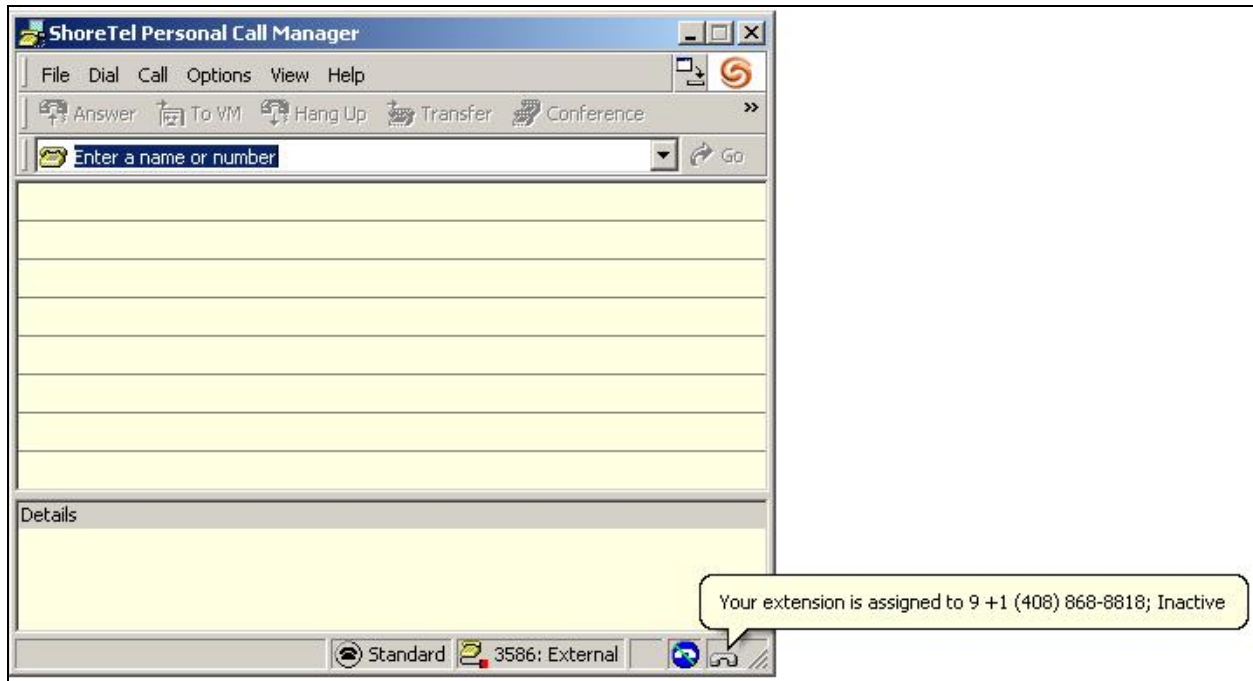 ShoreTel Personal Call Manager
File Dial Call Options View Help
Answer To VM Hang Up Transfer Conference »
Enter a name or number Go
Details
Your extension is assigned to 9 +1 (408) 868-8818; Inactive
Standard 3586: External